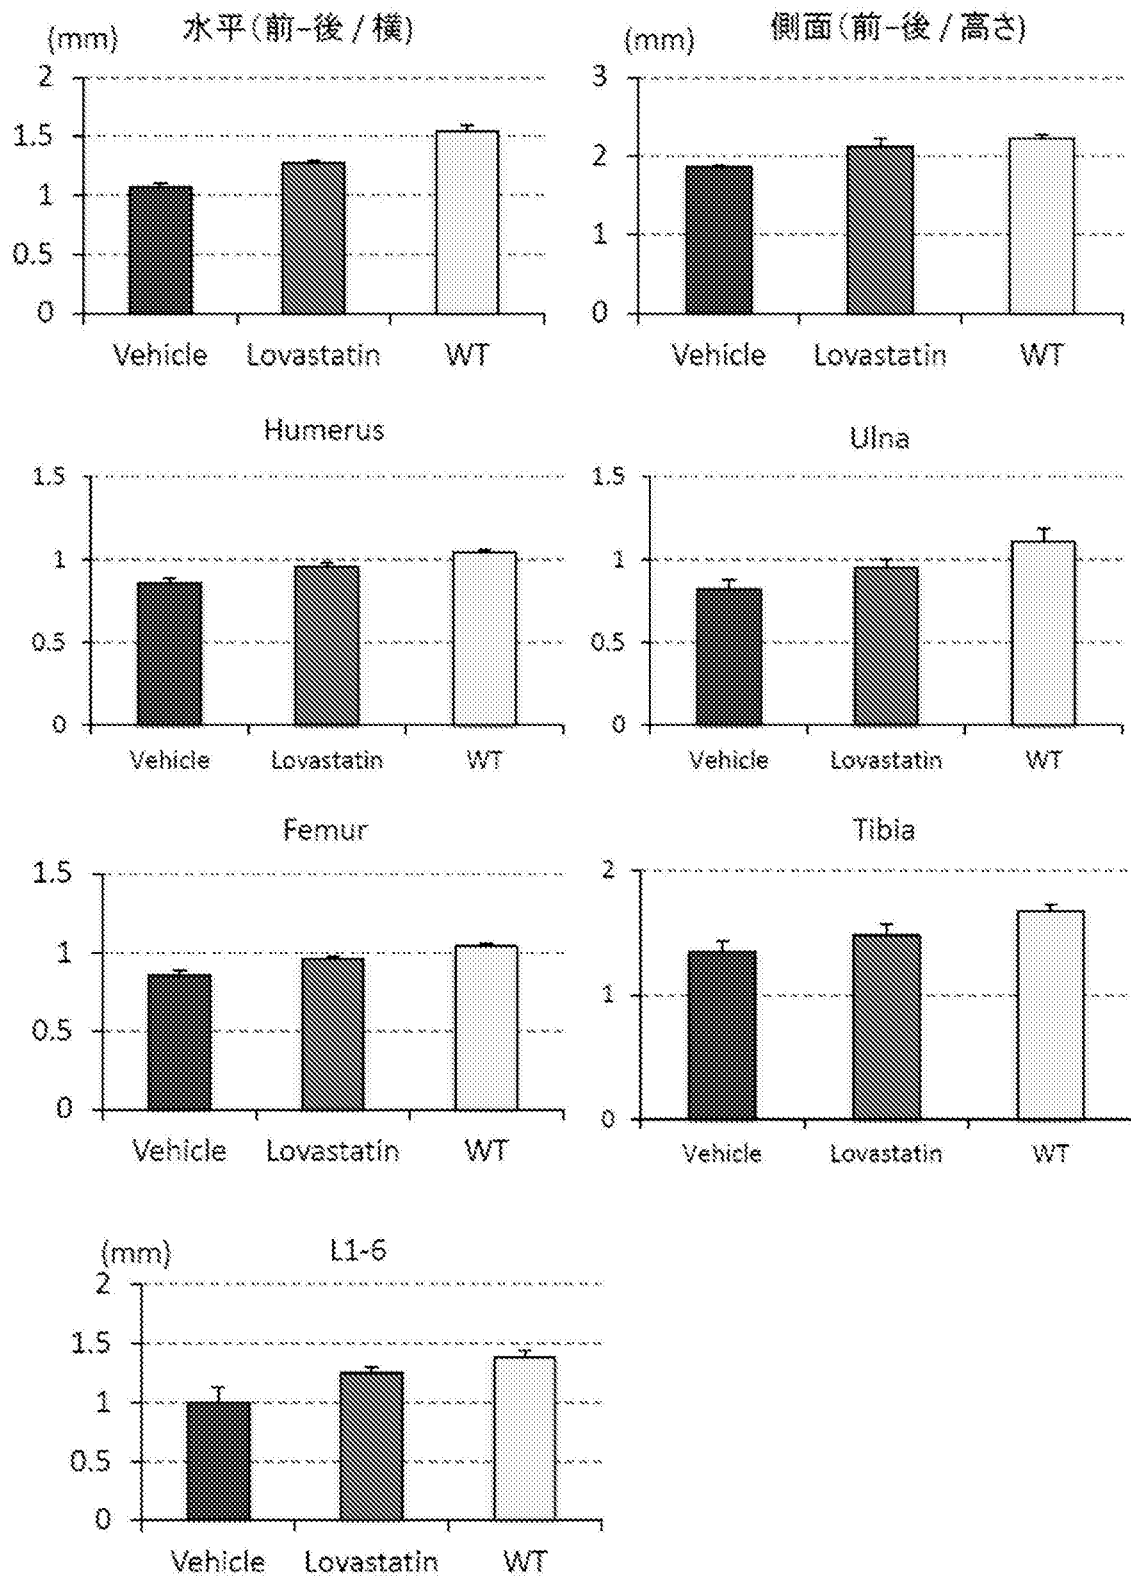 水平(前-後 / 横)
(mm)
2
1.5
1
0.5
0
Vehicle Lovastatin WT
側面(前-後 / 高さ)
(mm)
3
2
1
0
Vehicle Lovastatin WT
Humerus
1.5
1
0.5
0
Vehicle Lovastatin WT
Ulna
1.5
1
0.5
0
Vehicle Lovastatin WT
Femur
1.5
1
0.5
0
Vehicle Lovastatin WT
Tibia
2
1
0
Vehicle Lovastatin WT
L1-6
(mm)
2
1.5
1
0.5
0
Vehicle Lovastatin WT